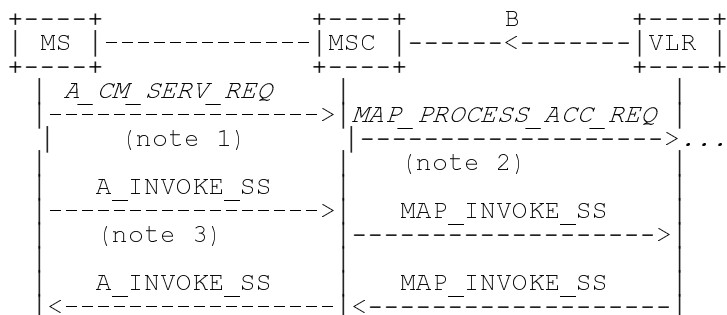 B
MS MSC VLR
A_CM_SERV_REQ
MAP_PROCESS_ACC_REQ
(note 1) ...
(note 2)
A_INVOKE_SS
MAP_INVOKE_SS
(note 3)
A_INVOKE_SS MAP_INVOKE_SS